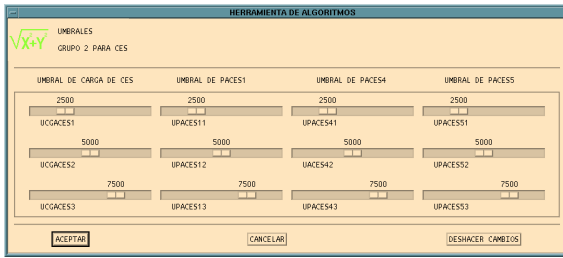 HERRAMIENTA DE ALGORITMOS
√X+Y
UMBRALES
GRUPO 2 PARA CES
UMBRAL DE CARGA DE CES UMBRAL DE PACES1 UMBRAL DE PACES4 UMBRAL DE PACES5
2500 2500 2500 2500
UCGACES1 UPACES11 UPACES41 UPACES51
5000 5000 5000 5000
UCGACES2 UPACES12 UACES42 UPACES52
7500 7500 7500 7500
UCGACES3 UPACES13 UPACES43 UPACES53
ACEPTAR CANCELAR DESHACER CAMBIOS